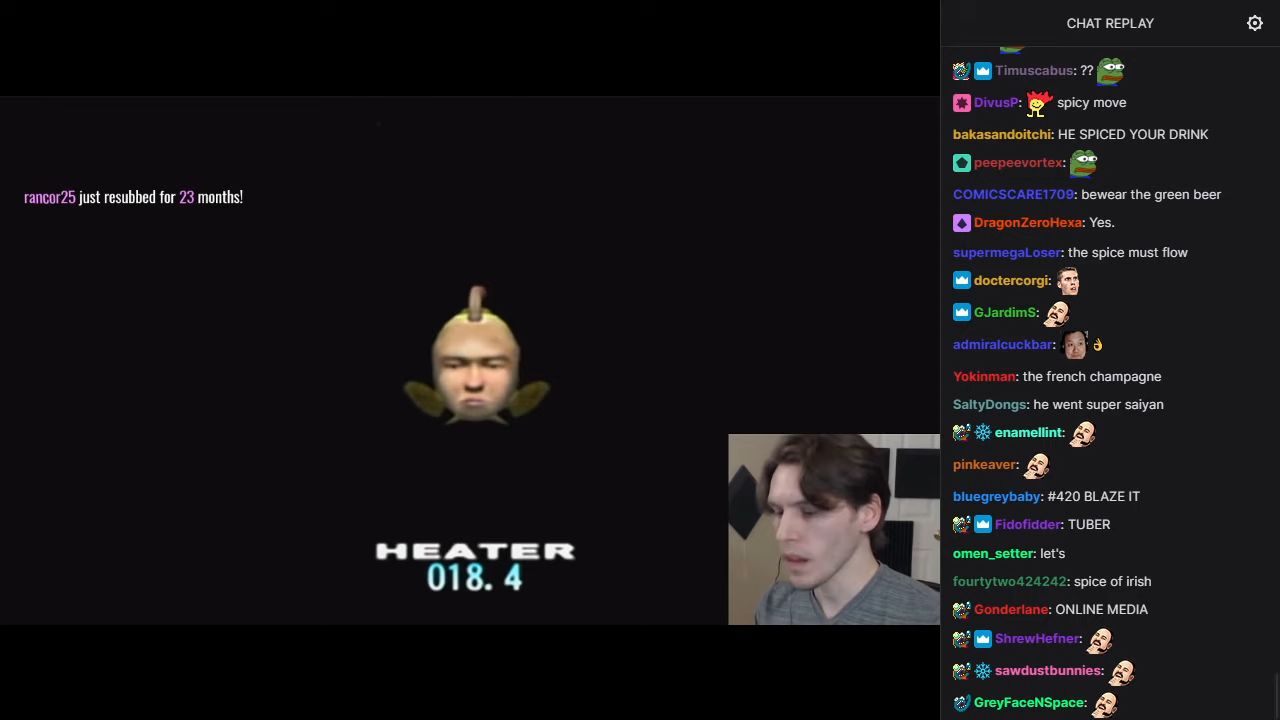 CHAT REPLAY
Timuscabus: ??
DivusP: spicy move
bakasandoitchi: HE SPICED YOUR DRINK
peepeevortex:
COMICSCARE1709: bewear the green beer
DragonZeroHexa: Yes.
supermegaLoser: the spice must flow
doctercorgi:
GJardimS:
admiralcuckbar:
Yokinman: the french champagne
SaltyDongs: he went super saiyan
enamellint:
pinkeaver:
bluegreybaby: #420 BLAZE IT
Fidofidder: TUBER
omen_setter: let's
fourtytwo424242: spice of irish
Gonderlane: ONLINE MEDIA
ShrewHefner:
sawdustbunnies:
GreyFaceNSpace:
rancor25 just resubbed for 23 months!
HEATER
018. 4